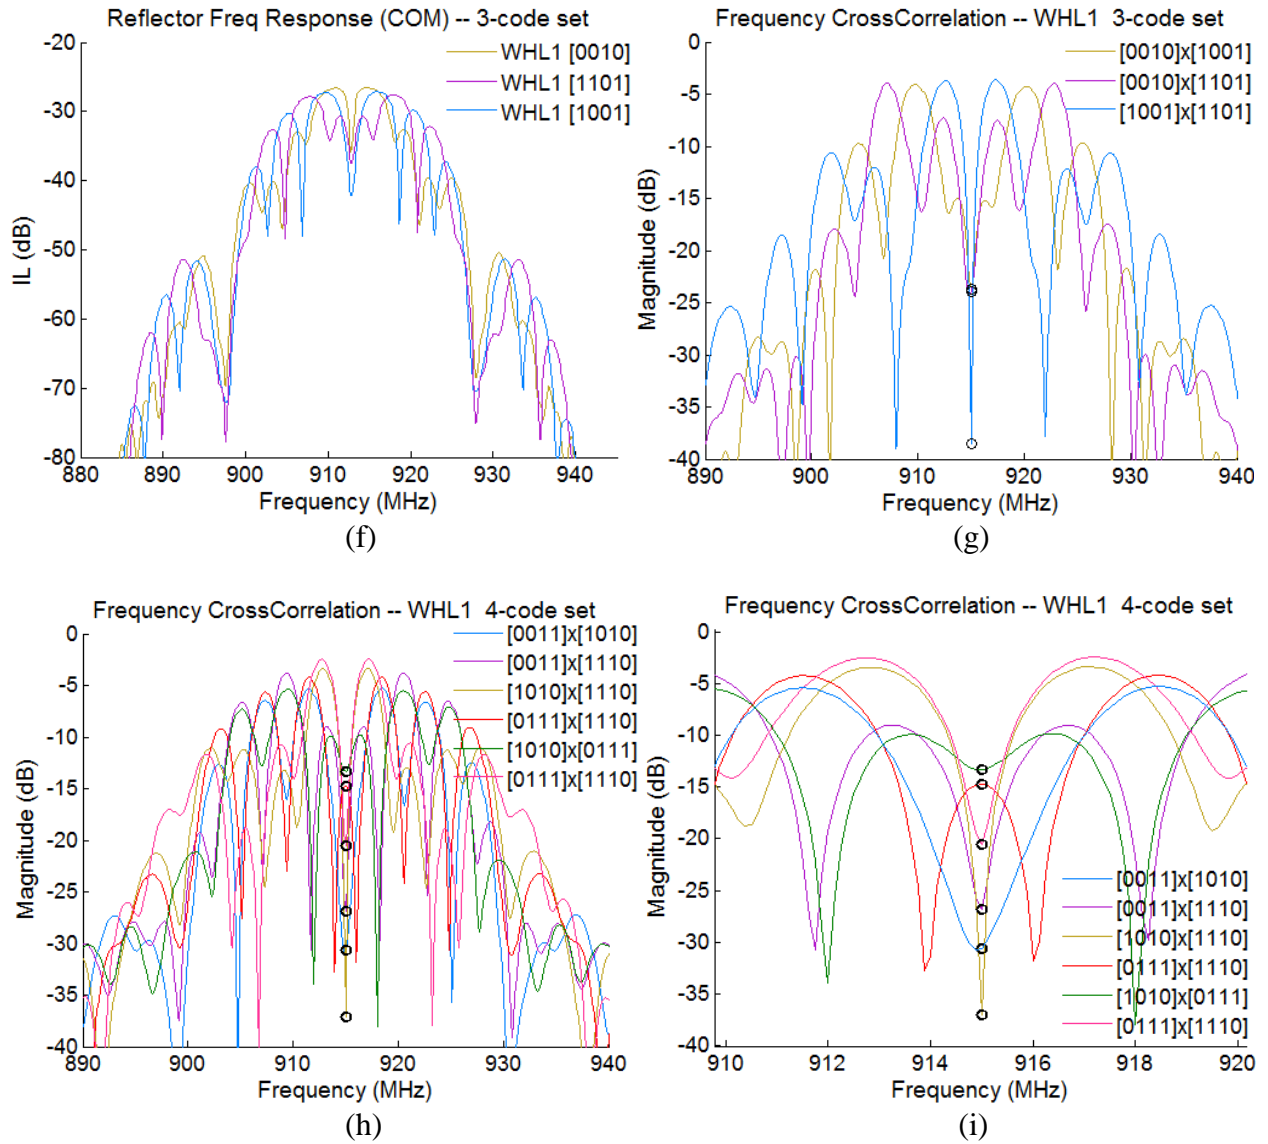 Reflector Freq Response (COM) -- 3-code set
-20
-30
-40
-50
-60
-70
-80
IL (dB)
WHL1 [0010]
WHL1 [1101]
WHL1 [1001]
880 890 900 910 920 930 940
Frequency (MHz)
(f)
Frequency CrossCorrelation -- WHL1 3-code set
0
-5
-10
-15
-20
-25
-30
-35
-40
Magnitude (dB)
[0010]x[1001]
[0010]x[1101]
[1001]x[1101]
890 900 910 920 930 940
Frequency (MHz)
(g)
Frequency CrossCorrelation -- WHL1 4-code set
0
-5
-10
-15
-20
-25
-30
-35
-40
Magnitude (dB)
[0011]x[1010]
[0011]x[1110]
[1010]x[1110]
[0111]x[1110]
[1010]x[0111]
[0111]x[1110]
890 900 910 920 930 940
Frequency (MHz)
(h)
Frequency CrossCorrelation -- WHL1 4-code set
0
-5
-10
-15
-20
-25
-30
-35
-40
Magnitude (dB)
[0011]x[1010]
[0011]x[1110]
[1010]x[1110]
[0111]x[1110]
[1010]x[0111]
[0111]x[1110]
910 912 914 916 918 920
Frequency (MHz)
(i)